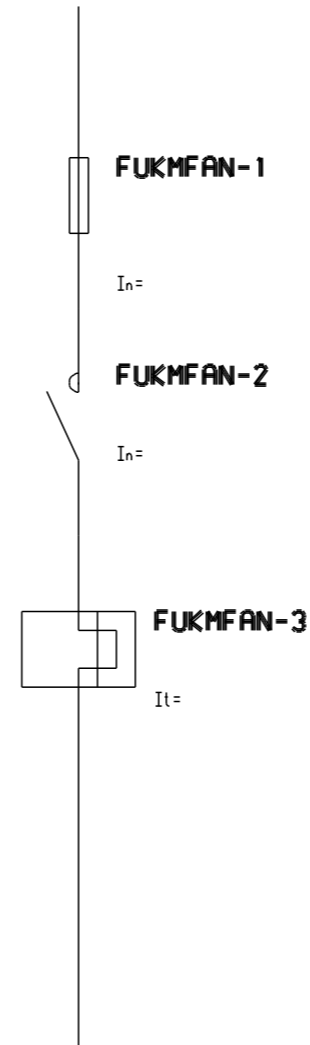 FUKMFAN-1
In=
FUKMFAN-2
In=
FUKMFAN-3
It=